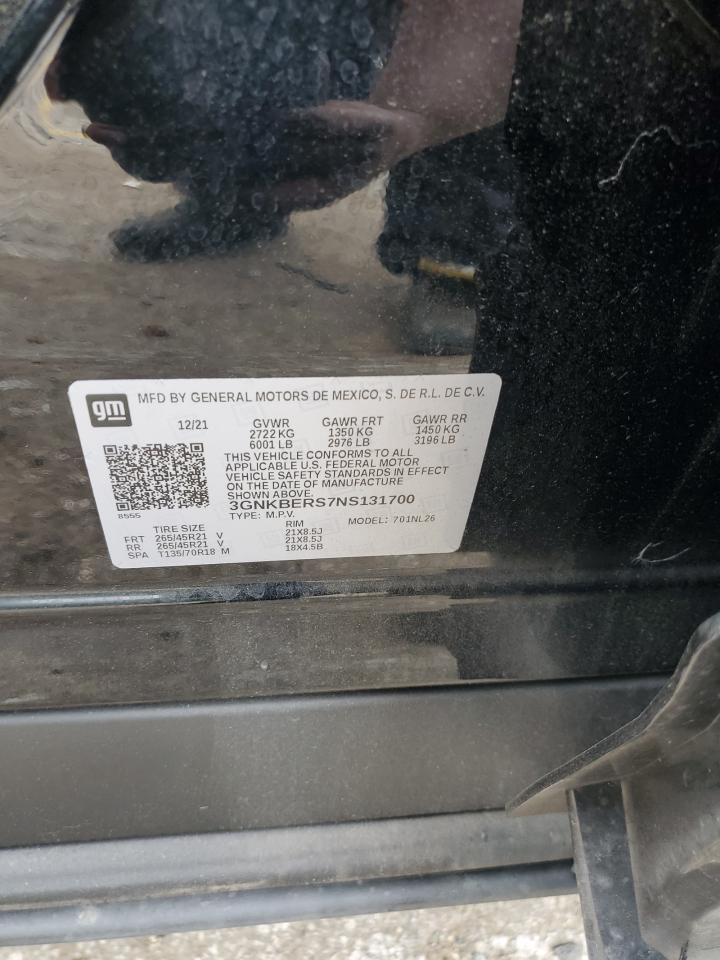 gm
MFD BY GENERAL MOTORS DE MEXICO, S. DE R.L. DE C.V.
12/21 GVWR GAWR FRT GAWR RR
2722 KG 1350 KG 1450 KG
6001 LB 2976 LB 3196 LB
THIS VEHICLE CONFORMS TO ALL
APPLICABLE U.S. FEDERAL MOTOR
VEHICLE SAFETY STANDARDS IN EFFECT
ON THE DATE OF MANUFACTURE
SHOWN ABOVE.
3GNKBERS7NS131700
8555
TYPE: M.P.V. MODEL: 701NL26
TIRE SIZE RIM
FRT 265/45R21 V 21X8.5J
RR 265/45R21 V 21X8.5J
SPA T135/70R18 M 18X4.5B